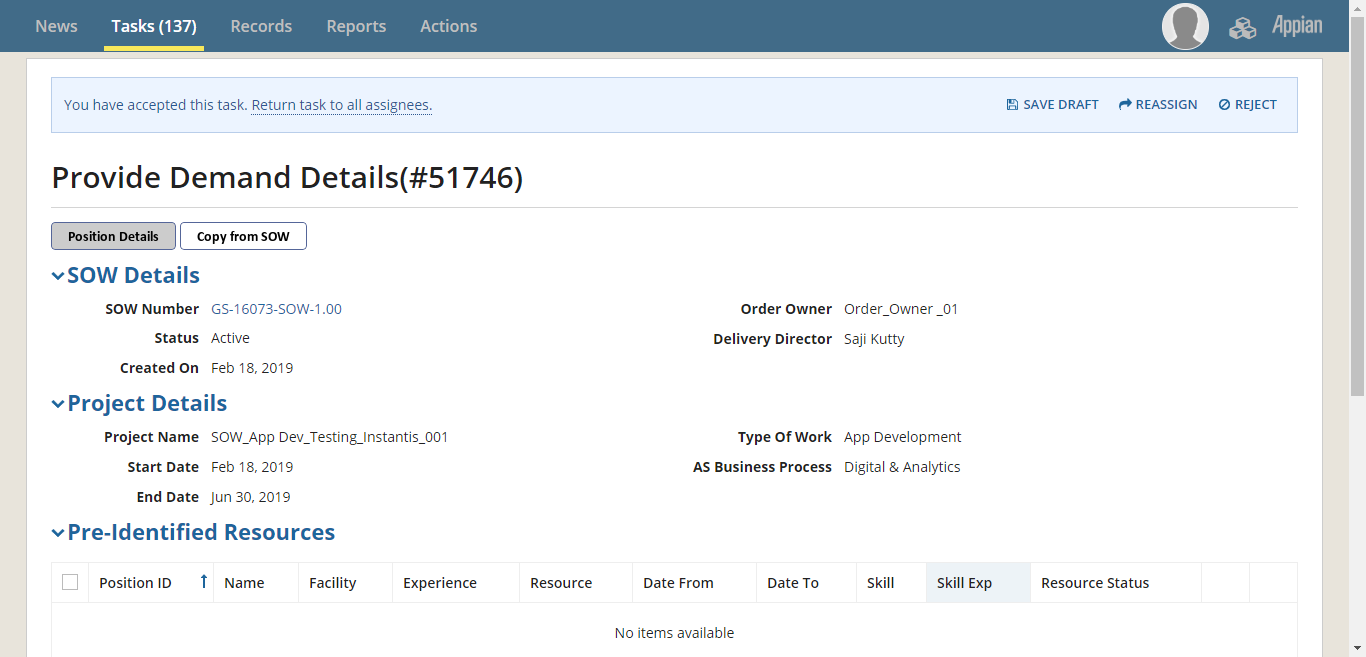 News Tasks (137) Records Reports Actions Appian
You have accepted this task. Return task to all assignees. SAVE DRAFT REASSIGN REJECT
Provide Demand Details(#51746)
Position Details Copy from SOW
SOW Details
SOW Number GS-16073-SOW-1.00 Order Owner Order_Owner _01
Status Active Delivery Director Saji Kutty
Created On Feb 18, 2019
Project Details
Project Name SOW_App Dev_Testing_Instantis_001 Type Of Work App Development
Start Date Feb 18, 2019 AS Business Process Digital & Analytics
End Date Jun 30, 2019
Pre-Identified Resources
Position ID Name Facility Experience Resource Date From Date To Skill Skill Exp Resource Status
No items available